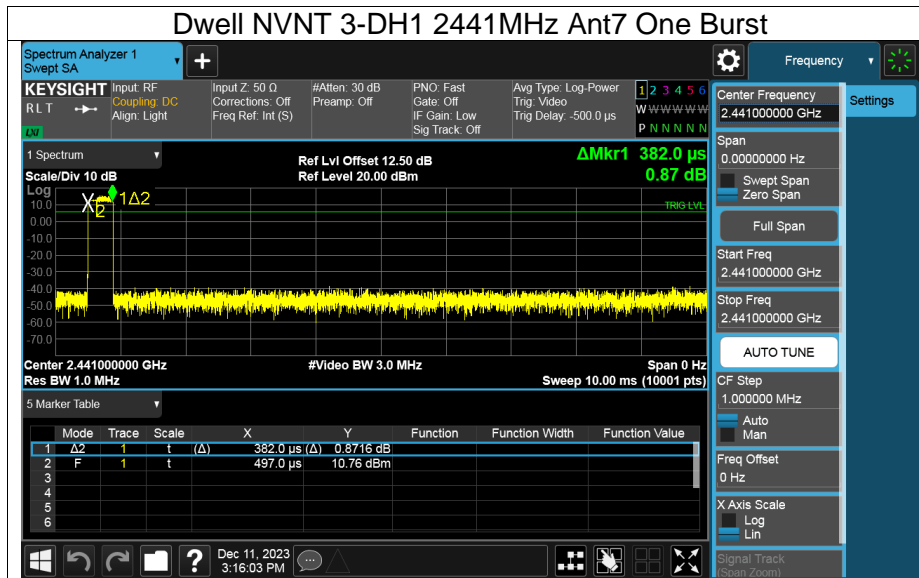 Dwell NVNT 3-DH1 2441MHz Ant7 One Burst
Spectrum Analyzer 1
Swept SA
+
Frequency
KEYSIGHT
RLT
LXI
Input: RF
Coupling: DC
Align: Light
Input Z: 50 Ω
Corrections: Off
Freq Ref: Int (S)
#Atten: 30 dB
Preamp: Off
PNO: Fast
Gate: Off
IF Gain: Low
Sig Track: Off
Avg Type: Log-Power
Trig: Video
Trig Delay: -500.0 µs
1 2 3 4 5 6
W W W W W W
P N N N N N
1 Spectrum
Scale/Div 10 dB
Ref Lvl Offset 12.50 dB
Ref Level 20.00 dBm
ΔMkr1 382.0 µs
0.87 dB
Log
10.0
0.00
-10.0
-20.0
-30.0
-40.0
-50.0
-60.0
-70.0
X
2
1Δ2
TRIG LVL
Center 2.441000000 GHz
Res BW 1.0 MHz
#Video BW 3.0 MHz
Span 0 Hz
Sweep 10.00 ms (10001 pts)
5 Marker Table
Mode Trace Scale X Y Function Function Width Function Value
1 Δ2 1 t (Δ) 382.0 µs (Δ) 0.8716 dB
2 F 1 t 497.0 µs 10.76 dBm
3
4
5
6
?
Dec 11, 2023
3:16:03 PM
Center Frequency
2.441000000 GHz
Span
0.00000000 Hz
Swept Span
Zero Span
Full Span
Start Freq
2.441000000 GHz
Stop Freq
2.441000000 GHz
AUTO TUNE
CF Step
1.000000 MHz
Auto
Man
Freq Offset
0 Hz
X Axis Scale
Log
Lin
Signal Track
(Span Zoom)
Settings